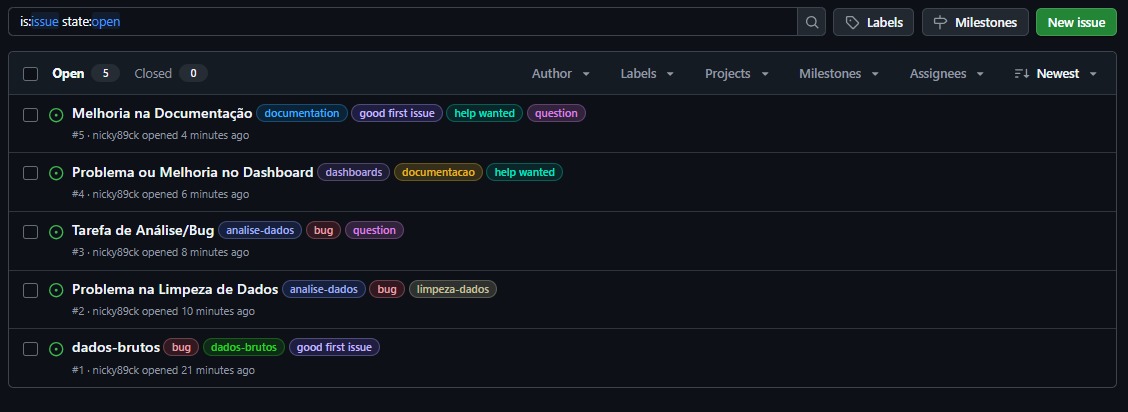 is:issue state:open Labels Milestones New issue
Open 5 Closed 0 Author Labels Projects Milestones Assignees Newest
Melhoria na Documentação documentation good first issue help wanted question
#5 · nicky89ck opened 4 minutes ago
Problema ou Melhoria no Dashboard dashboards documentacao help wanted
#4 · nicky89ck opened 6 minutes ago
Tarefa de Análise/Bug analise-dados bug question
#3 · nicky89ck opened 8 minutes ago
Problema na Limpeza de Dados analise-dados bug limpeza-dados
#2 · nicky89ck opened 10 minutes ago
dados-brutos bug dados-brutos good first issue
#1 · nicky89ck opened 21 minutes ago